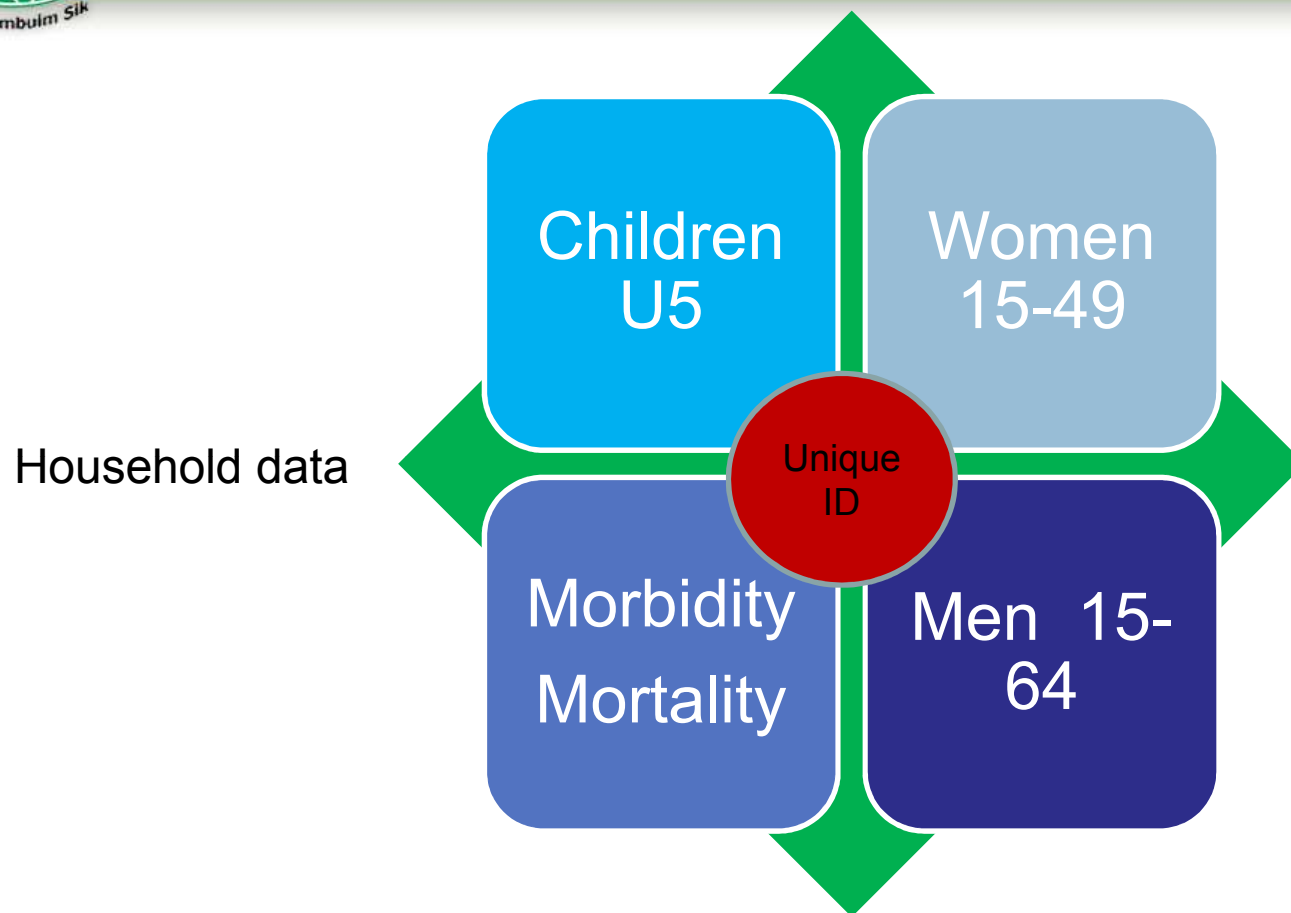 mbuim Sik
Children
U5
Women
15-49
Household data
Unique
ID
Morbidity
Mortality
Men 15-
64